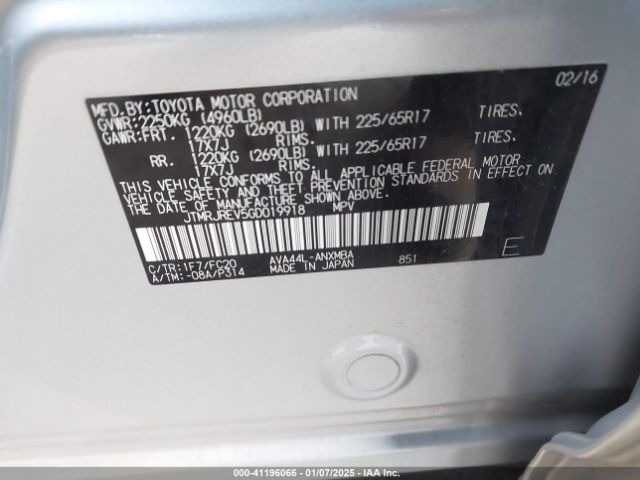 02/16
MFD.BY:TOYOTA MOTOR CORPORATION
GVWR:2250KG (4960LB)
GAWR:FRT. 1220KG (2690LB) WITH 225/65R17 TIRES.
17X7J RIMS.
RR. 1220KG (2690LB) WITH 225/65R17 TIRES.
17X7J RIMS.
THIS VEHICLE CONFORMS TO ALL APPLICABLE FEDERAL MOTOR
VEHICLE SAFETY AND THEFT PREVENTION STANDARDS IN EFFECT ON
THE DATE OF MANUFACTURE SHOWN ABOVE.
JTMRJREV5GD019918 MPV
E
C/TR:1F7/FC20 AVA44L-ANXMBA 851
A/TM:-08A/P314 MADE IN JAPAN
000-41196066 — 01/07/2025 — IAA Inc.